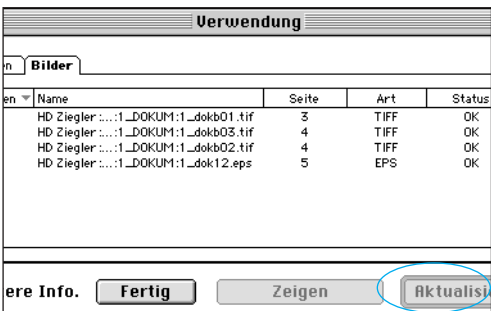 Verwendung
en Bilder
en Name Seite Art Status
HD Ziegler:...:1_DOKUM:1_dokb01.tif 3 TIFF OK
HD Ziegler:...:1_DOKUM:1_dokb03.tif 4 TIFF OK
HD Ziegler:...:1_DOKUM:1_dokb02.tif 4 TIFF OK
HD Ziegler:...:1_DOKUM:1_dok12.eps 5 EPS OK
ere Info. Fertig Zeigen Aktualisi